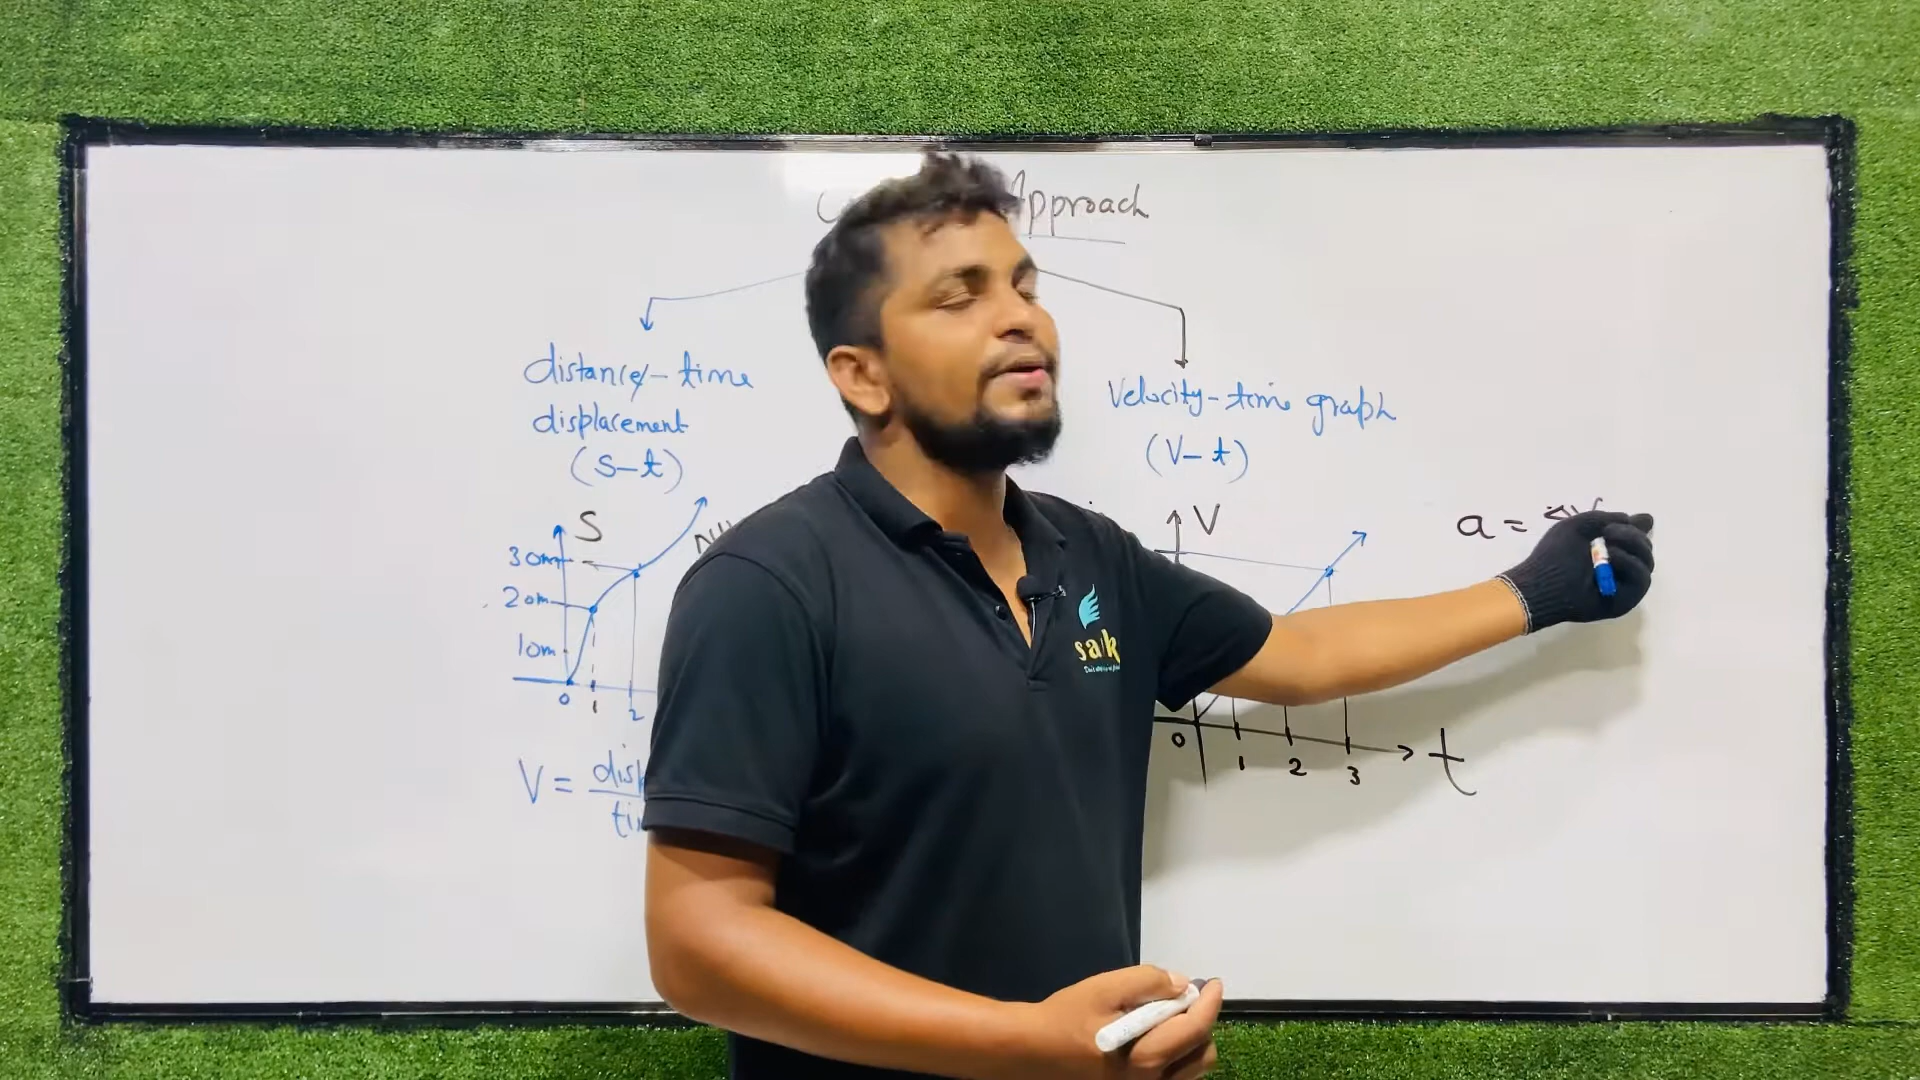 Approach
distance/-time
displacement
(s-t)
Velocity-time graph
(V-t)
S
30m
20m
10m
0
1
2
V =
V
0
1
2
3
t
a =